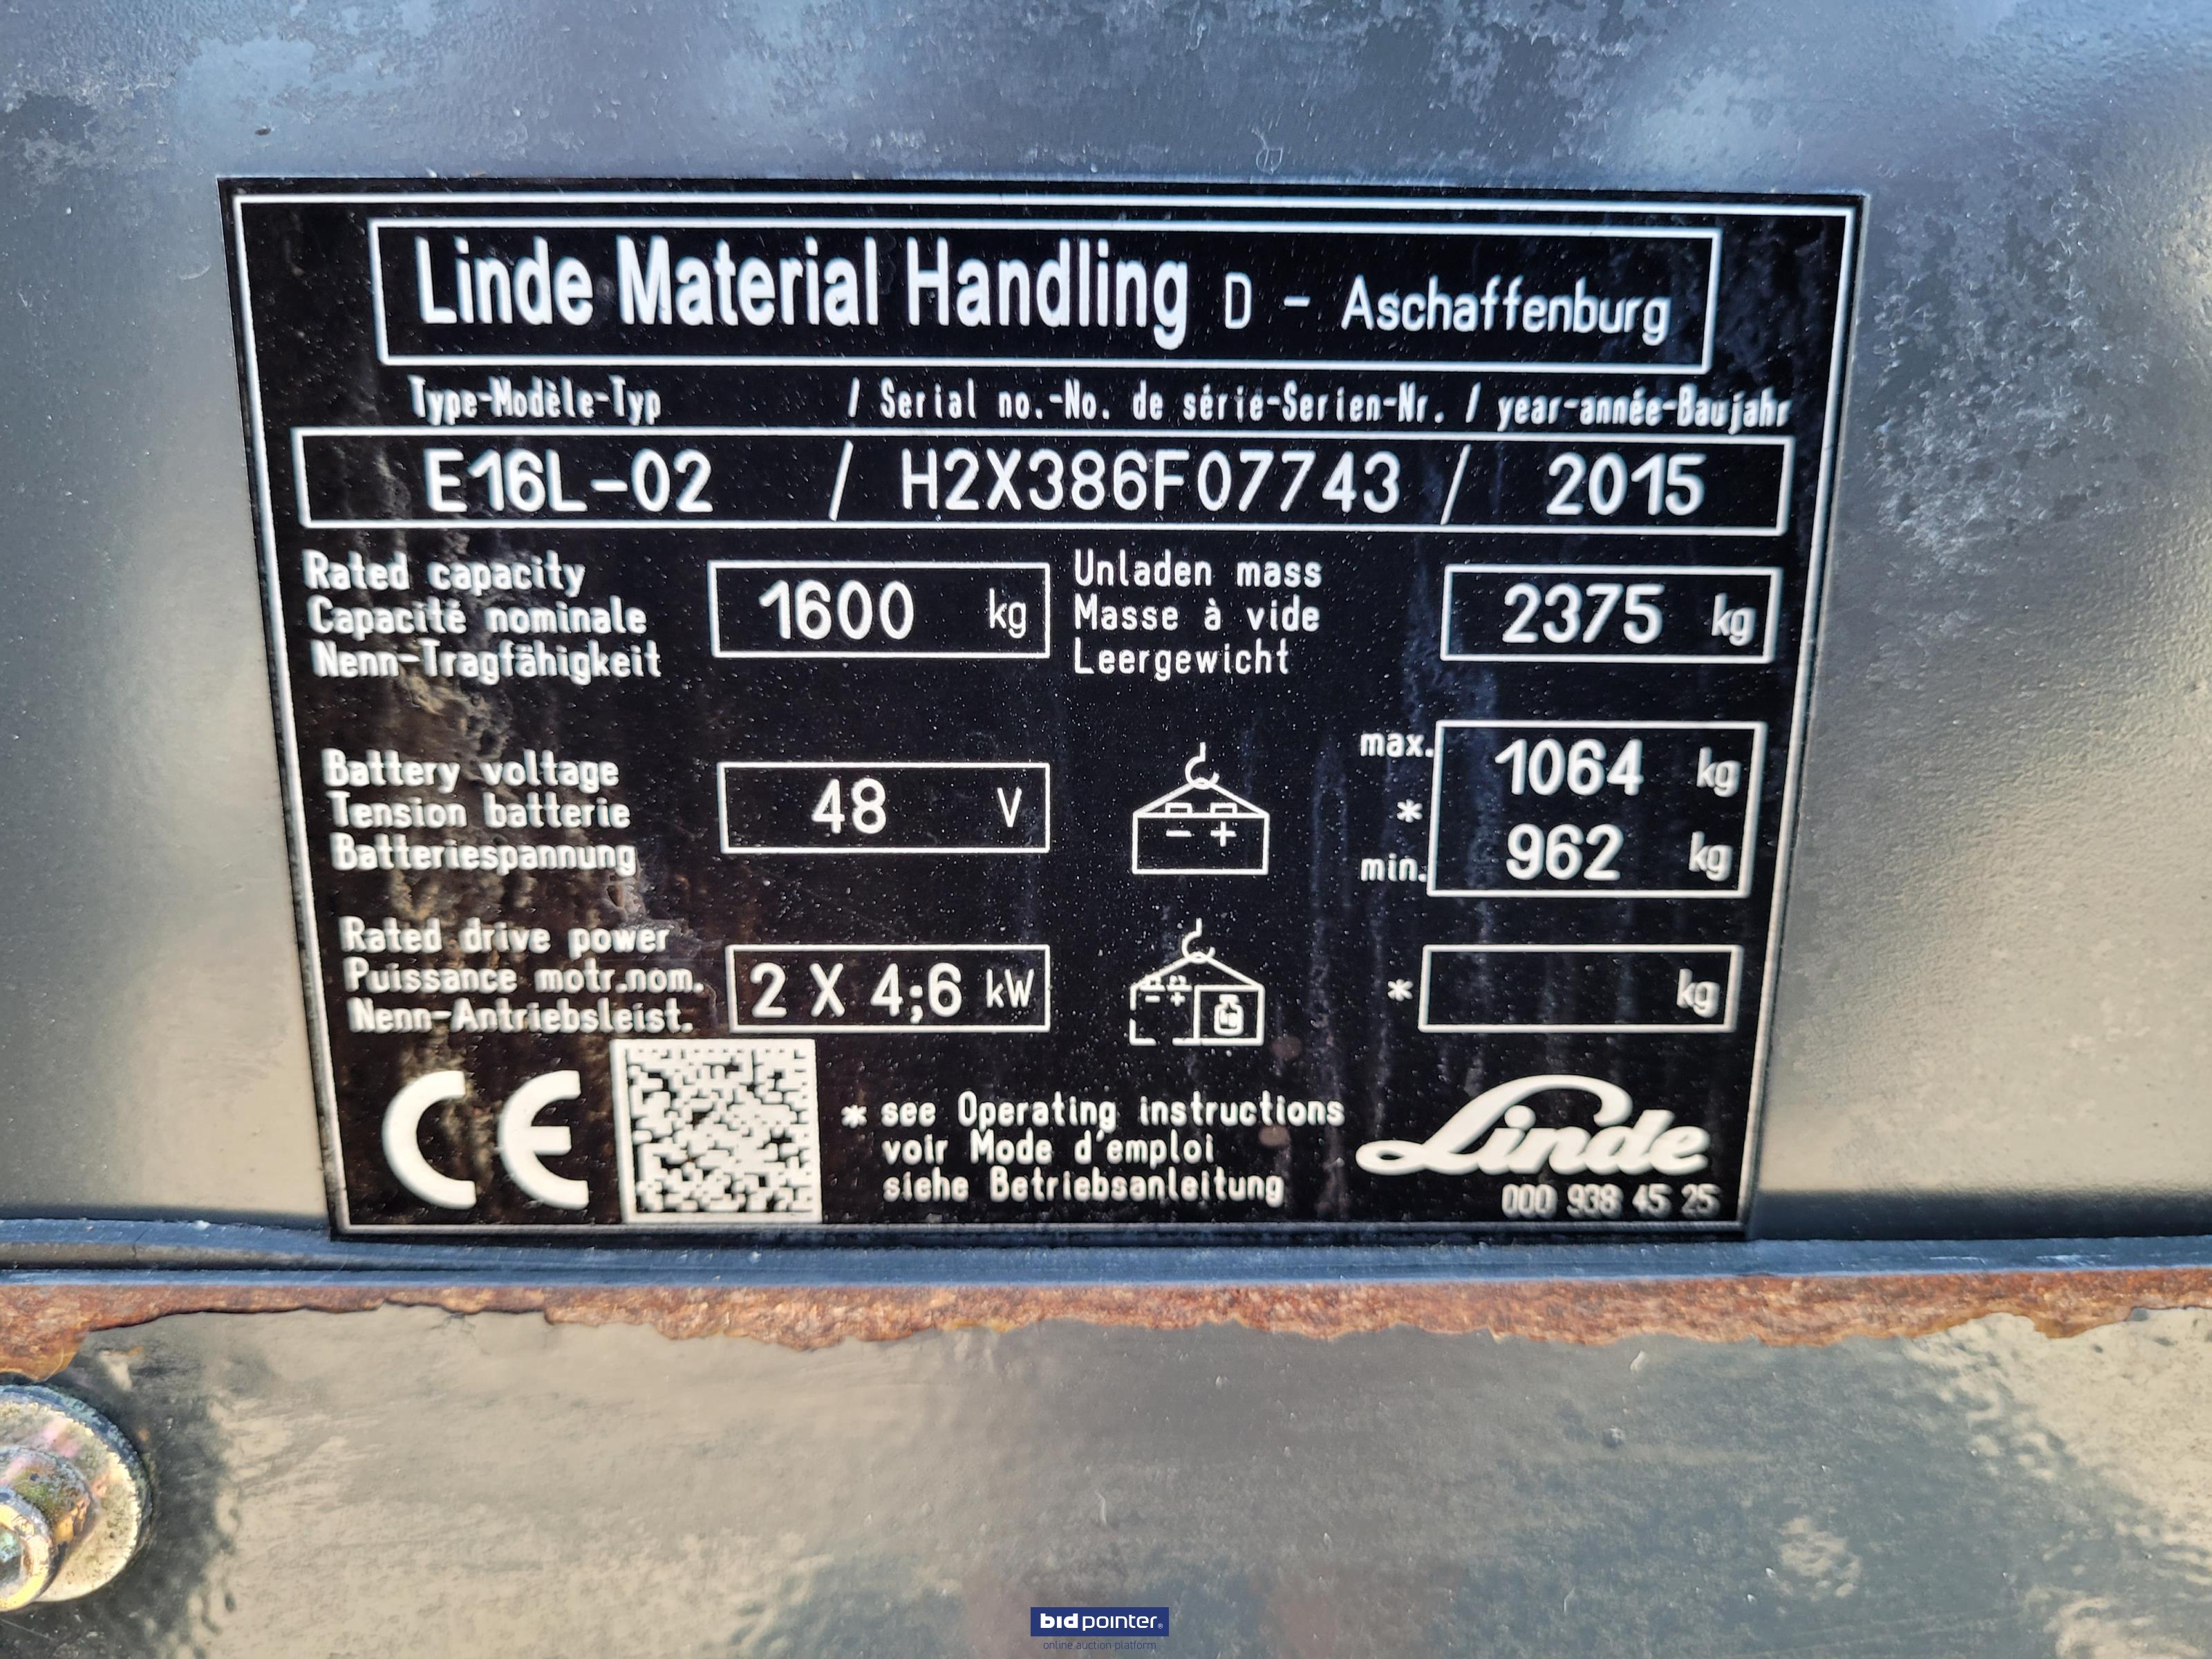 Linde Material Handling D - Aschaffenburg
Type-Modèle-Typ / Serial no.-No. de série-Serien-Nr. / year-année-Baujahr
E16L-02 / H2X386F07743 / 2015
Rated capacity
Capacité nominale
Nenn-Tragfähigkeit
1600 kg
Unladen mass
Masse à vide
Leergewicht
2375 kg
Battery voltage
Tension batterie
Batteriespannung
48 V
- +
max. 1064 kg
*
min. 962 kg
Rated drive power
Puissance motr.nom.
Nenn-Antriebsleist.
2 X 4;6 kW
- +
* kg
CE
* see Operating instructions
voir Mode d'emploi
siehe Betriebsanleitung
Linde
000 938 45 25
bidpointer.
online auction platform